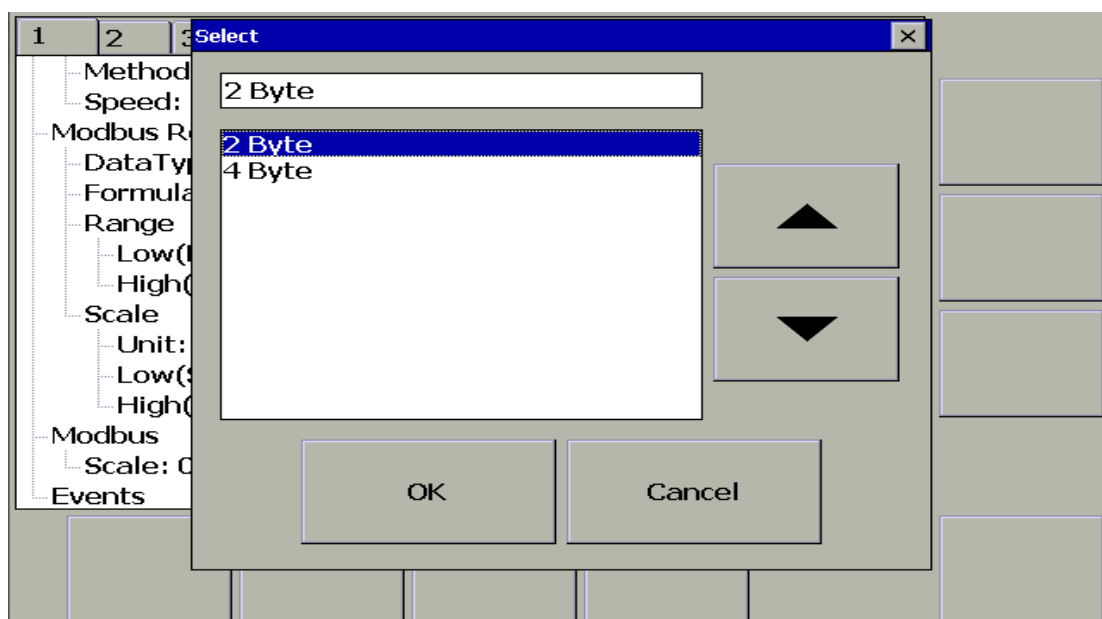 1 2 3
Select
Method
Speed:
Modbus R
DataTy
Formula
Range
Low(
High(
Scale
Unit:
Low(
High(
Modbus
Scale: 0
Events
2 Byte
2 Byte
4 Byte
OK Cancel